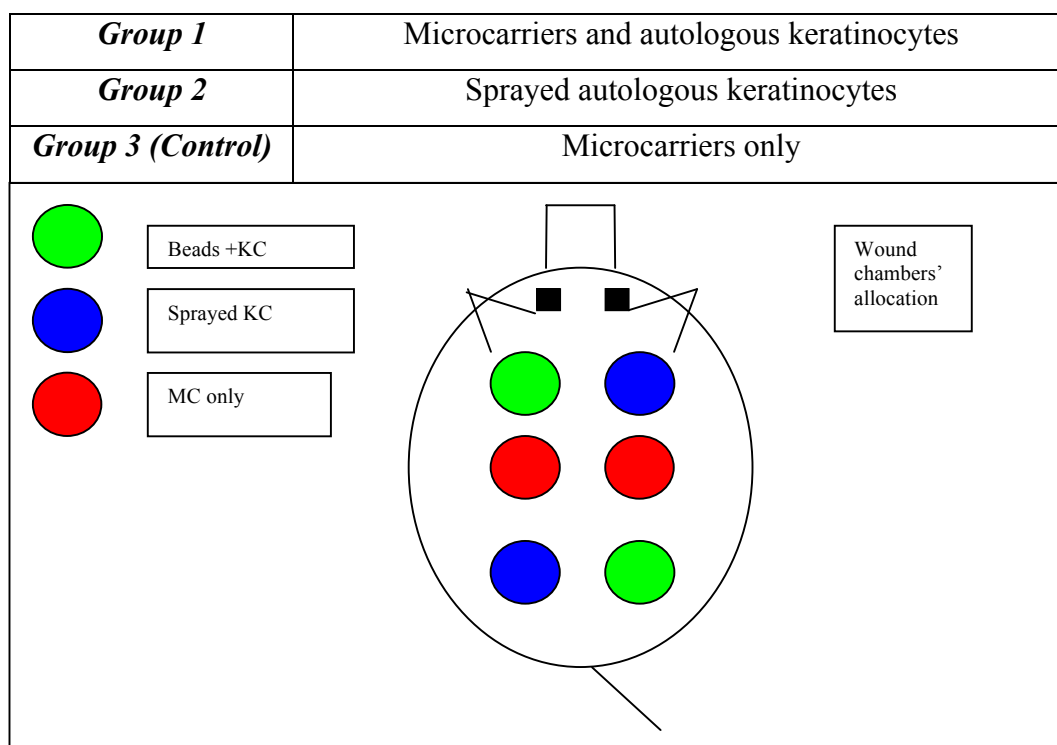 Group 1 Microcarriers and autologous keratinocytes
Group 2 Sprayed autologous keratinocytes
Group 3 (Control) Microcarriers only
Beads +KC
Sprayed KC
MC only
Wound
chambers’
allocation